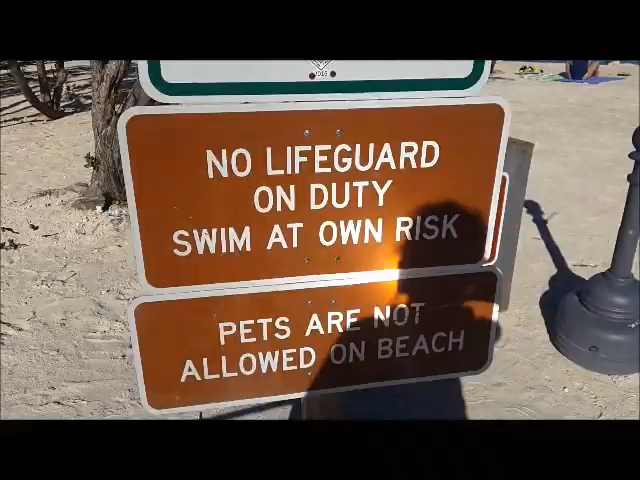 NO LIFEGUARD
ON DUTY
SWIM AT OWN RISK
PETS ARE NOT
ALLOWED ON BEACH